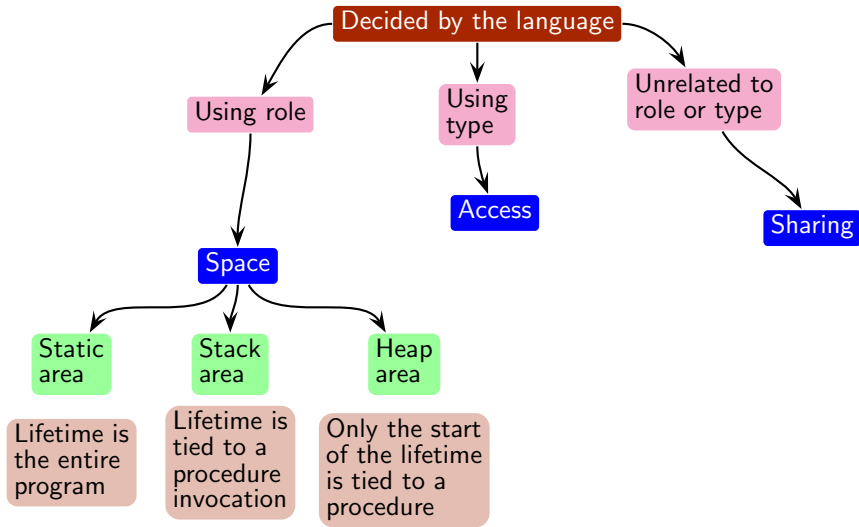 Decided by the language
Using role
Using
type
Unrelated to
role or type
Access
Sharing
Space
Static
area
Stack
area
Heap
area
Lifetime is
the entire
program
Lifetime is
tied to a
procedure
invocation
Only the start
of the lifetime
is tied to a
procedure